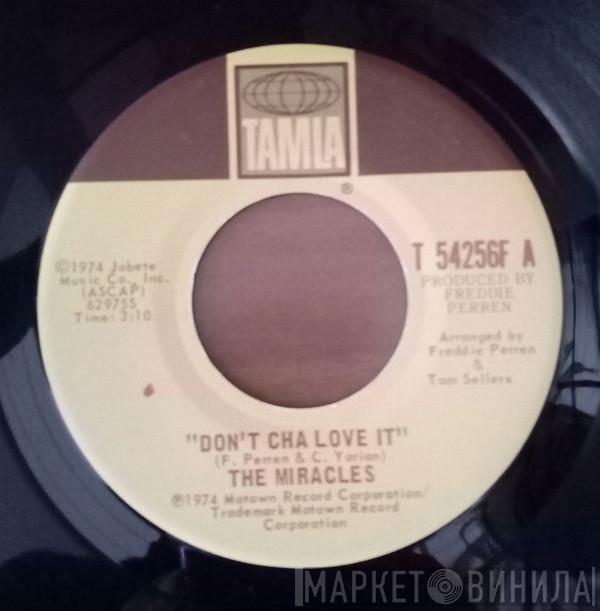 TAMLA
®
©1974 Jobete
Music Co., Inc.
(ASCAP)
62975S
Time: 3:10
T 54256F A
PRODUCED BY
FREDDIE
PERREN
Arranged by
Freddie Perren
&
Tom Sellers
"DON'T CHA LOVE IT"
(F. Perren & C. Yarian)
THE MIRACLES
℗1974 Motown Record Corporation/
Trademark Motown Record
Corporation
МАРКЕТ ВИНИЛА